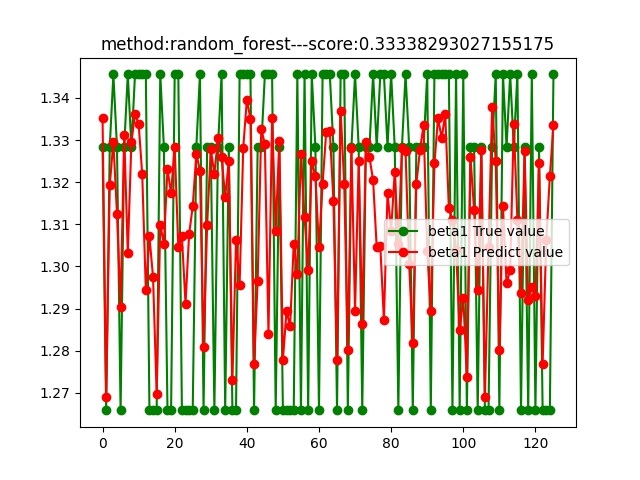 method:random_forest---score:0.33338293027155175
1.34
1.33
1.32
1.31
1.30
1.29
1.28
1.27
beta1 True value
beta1 Predict value
0 20 40 60 80 100 120